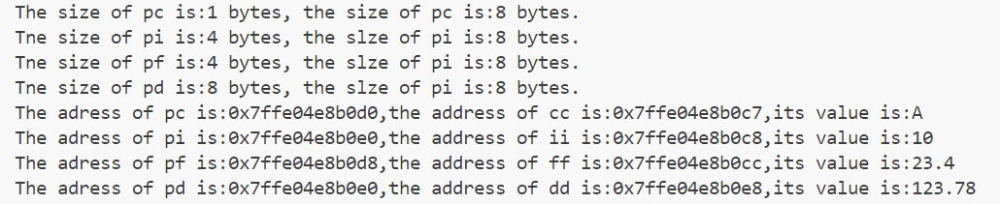 The size of pc is:1 bytes, the size of pc is:8 bytes.
Tne size of pi is:4 bytes, the slze of pi is:8 bytes.
Tne size of pf is:4 bytes, the slze of pi is:8 bytes.
Tne size of pd is:8 bytes, the slze of pi is:8 bytes.
The adress of pc is:0x7ffe04e8b0d0,the address of cc is:0x7ffe04e8b0c7,its value is:A
The adress of pi is:0x7ffe04e8b0e0,the address of ii is:0x7ffe04e8b0c8,its value is:10
The adress of pf is:0x7ffe04e8b0d8,the address of ff is:0x7ffe04e8b0cc,its value is:23.4
The adress of pd is:0x7ffe04e8b0e0,the address of dd is:0x7ffe04e8b0e8,its value is:123.78